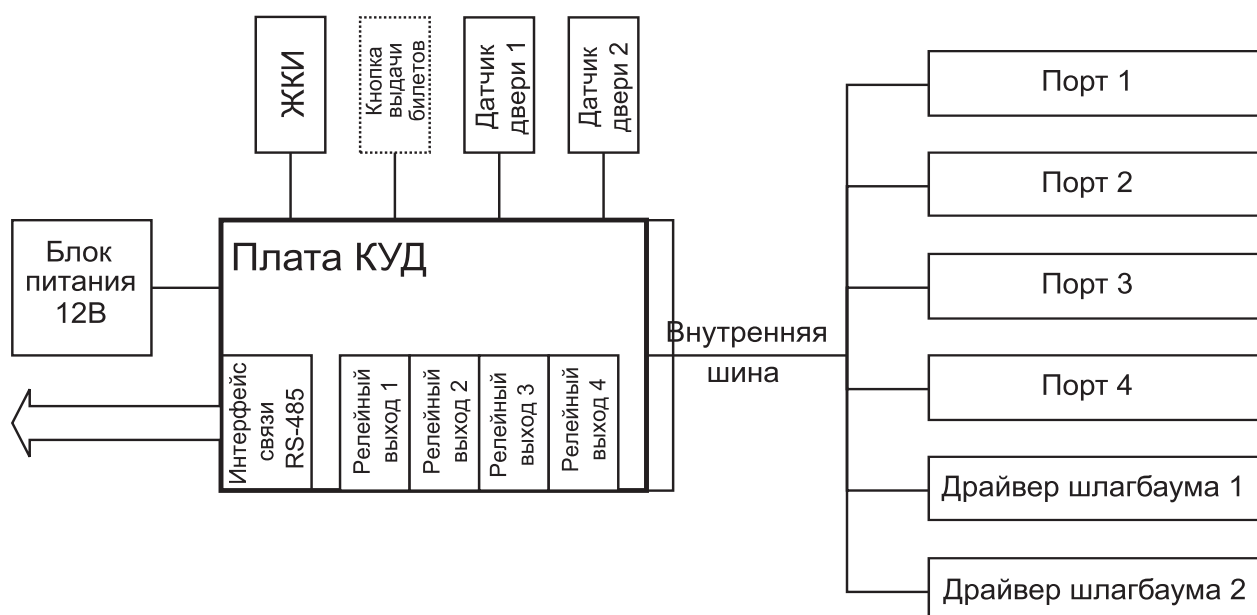 ЖКИ
Кнопка
выдачи
билетов
Датчик
двери 1
Датчик
двери 2
Блок
питания
12В
Плата КУД
Интерфейс
связи
RS-485
Релейный
выход 1
Релейный
выход 2
Релейный
выход 3
Релейный
выход 4
Внутренняя
шина
Порт 1
Порт 2
Порт 3
Порт 4
Драйвер шлагбаума 1
Драйвер шлагбаума 2